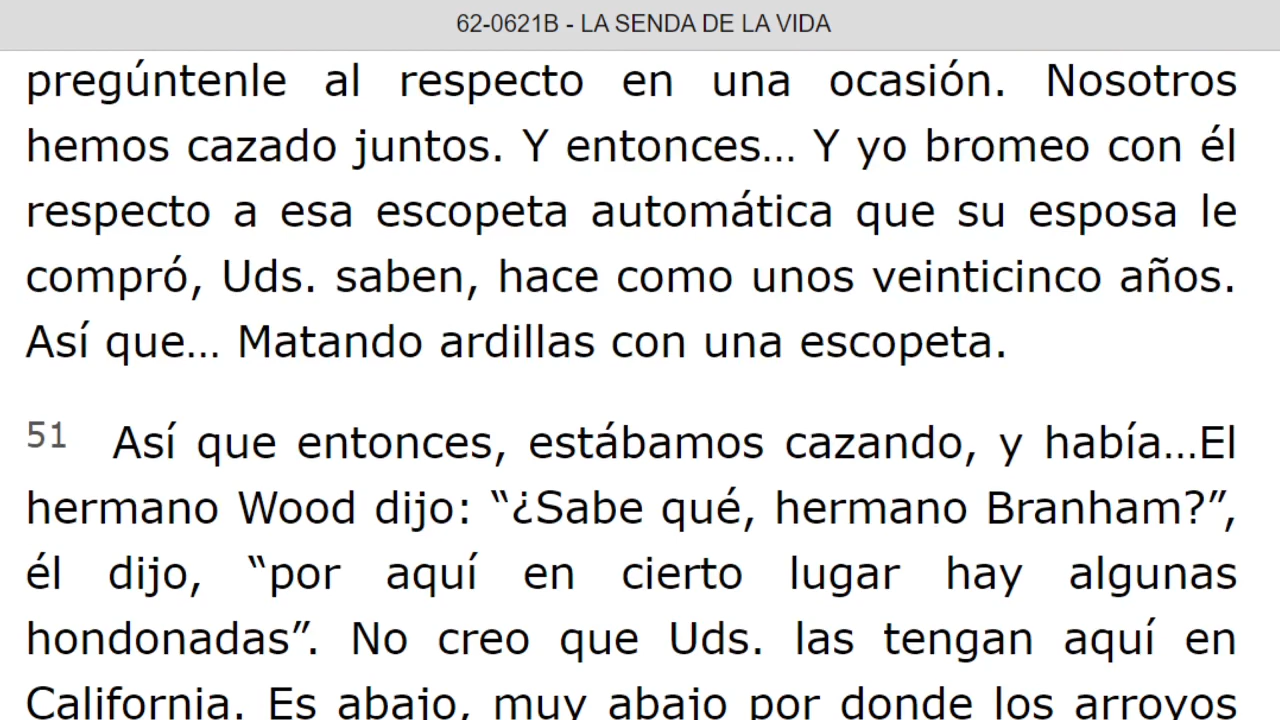 62-0621B - LA SENDA DE LA VIDA
pregúntenle al respecto en una ocasión. Nosotros
hemos cazado juntos. Y entonces… Y yo bromeo con él
respecto a esa escopeta automática que su esposa le
compró, Uds. saben, hace como unos veinticinco años.
Así que… Matando ardillas con una escopeta.
51 Así que entonces, estábamos cazando, y había…El
hermano Wood dijo: “¿Sabe qué, hermano Branham?”,
él dijo, “por aquí en cierto lugar hay algunas
hondonadas”. No creo que Uds. las tengan aquí en
California. Es abajo, muy abajo por donde los arroyos